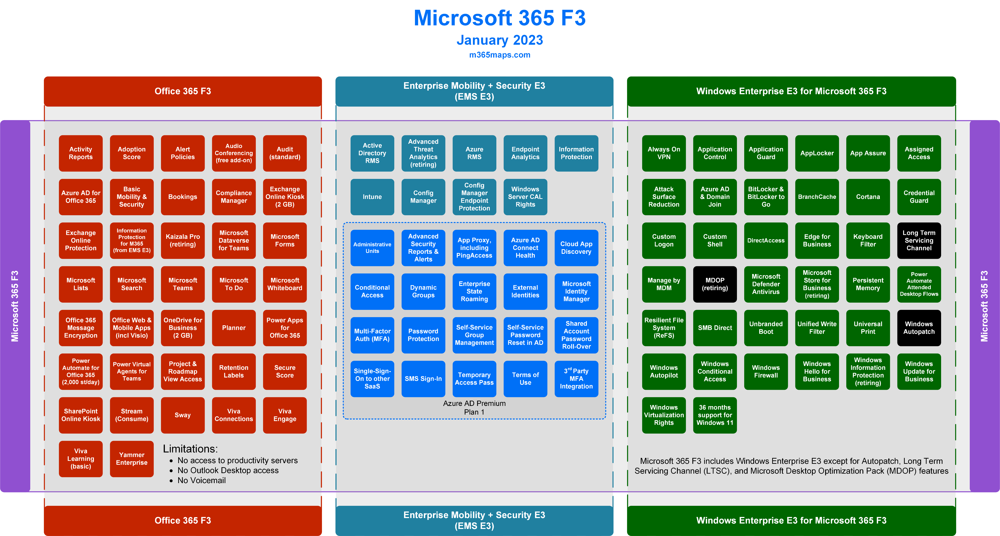 Microsoft 365 F3
January 2023
m365maps.com
Office 365 F3
Enterprise Mobility + Security E3
(EMS E3)
Windows Enterprise E3 for Microsoft 365 F3
Microsoft 365 F3
Activity
Reports
Adoption
Score
Alert
Policies
Audio
Conferencing
(free add-on)
Audit
(standard)
Azure AD for
Office 365
Basic
Mobility &
Security
Bookings
Compliance
Manager
Exchange
Online Kiosk
(2 GB)
Exchange
Online
Protection
Information
Protection
for M365
(from EMS E3)
Kaizala Pro
(retiring)
Microsoft
Dataverse
for Teams
Microsoft
Forms
Microsoft
Lists
Microsoft
Search
Microsoft
Teams
Microsoft
To Do
Microsoft
Whiteboard
Office 365
Message
Encryption
Office Web &
Mobile Apps
(incl Visio)
OneDrive for
Business
(2 GB)
Planner
Power Apps
for
Office 365
Power
Automate for
Office 365
(2,000 st/day)
Power Virtual
Agents for
Teams
Project &
Roadmap
View Access
Retention
Labels
Secure
Score
SharePoint
Online Kiosk
Stream
(Consume)
Sway
Viva
Connections
Viva
Engage
Viva
Learning
(basic)
Yammer
Enterprise
Limitations:
• No access to productivity servers
• No Outlook Desktop access
• No Voicemail
Active
Directory
RMS
Advanced
Threat
Analytics
(retiring)
Azure
RMS
Endpoint
Analytics
Information
Protection
Intune
Config
Manager
Config
Manager
Endpoint
Protection
Windows
Server CAL
Rights
Administrative
Units
Advanced
Security
Reports &
Alerts
App Proxy,
including
PingAccess
Azure AD
Connect
Health
Cloud App
Discovery
Conditional
Access
Dynamic
Groups
Enterprise
State
Roaming
External
Identities
Microsoft
Identity
Manager
Multi-Factor
Auth (MFA)
Password
Protection
Self-Service
Group
Management
Self-Service
Password
Reset in AD
Shared
Account
Password
Roll-Over
Single-Sign-
On to other
SaaS
SMS Sign-In
Temporary
Access Pass
Terms of
Use
3rd Party
MFA
Integration
Azure AD Premium
Plan 1
Always On
VPN
Application
Control
Application
Guard
AppLocker
App Assure
Assigned
Access
Attack
Surface
Reduction
Azure AD
& Domain
Join
BitLocker &
BitLocker to
Go
BranchCache
Cortana
Credential
Guard
Custom
Logon
Custom
Shell
DirectAccess
Edge for
Business
Keyboard
Filter
Long Term
Servicing
Channel
Manage by
MDM
MDOP
(retiring)
Microsoft
Defender
Antivirus
Microsoft
Store for
Business
(retiring)
Persistent
Memory
Power
Automate
Attended
Desktop Flows
Resilient File
System
(ReFS)
SMB Direct
Unbranded
Boot
Unified Write
Filter
Universal
Print
Windows
Autopatch
Windows
Autopilot
Windows
Conditional
Access
Windows
Firewall
Windows
Hello for
Business
Windows
Information
Protection
(retiring)
Windows
Update for
Business
Windows
Virtualization
Rights
36 months
support for
Windows 11
Microsoft 365 F3 includes Windows Enterprise E3 except for Autopatch, Long Term
Servicing Channel (LTSC), and Microsoft Desktop Optimization Pack (MDOP) features
Microsoft 365 F3
Office 365 F3
Enterprise Mobility + Security E3
(EMS E3)
Windows Enterprise E3 for Microsoft 365 F3